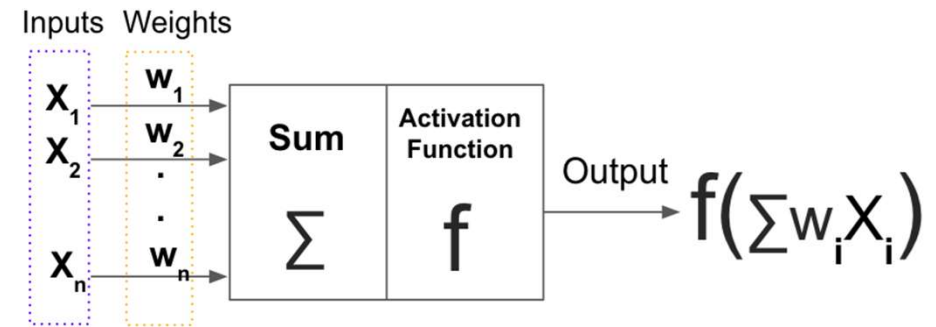 Inputs Weights
X1 w1
X2 w2
.
.
Xn wn
Sum
∑
Activation
Function
f
Output
f(∑wiXi)